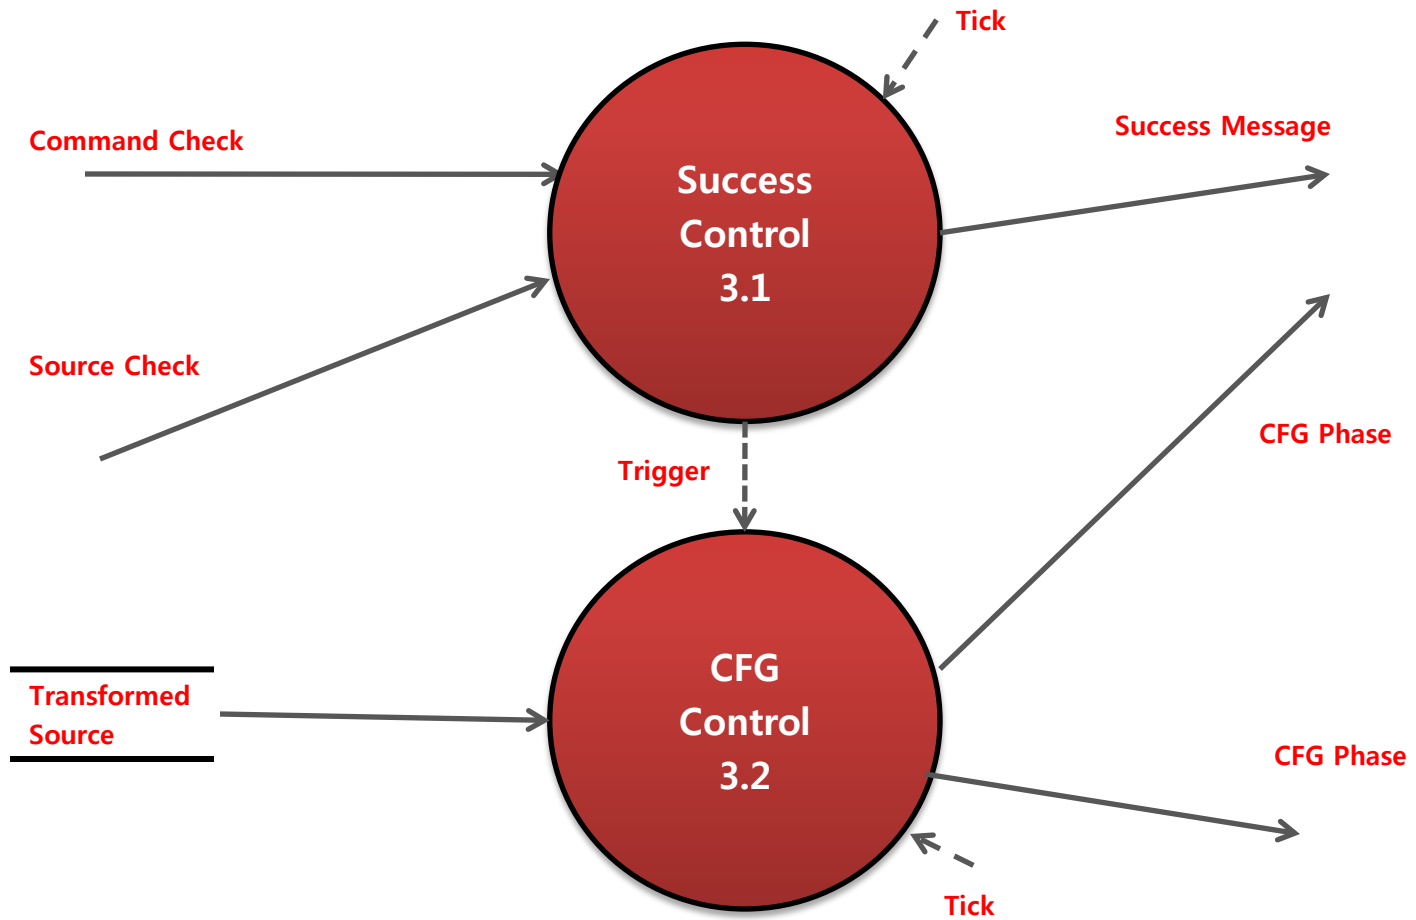 Tick
Command Check
Success Message
Success
Control
3.1
Source Check
CFG Phase
Trigger
CFG
Control
3.2
Transformed
Source
CFG Phase
Tick